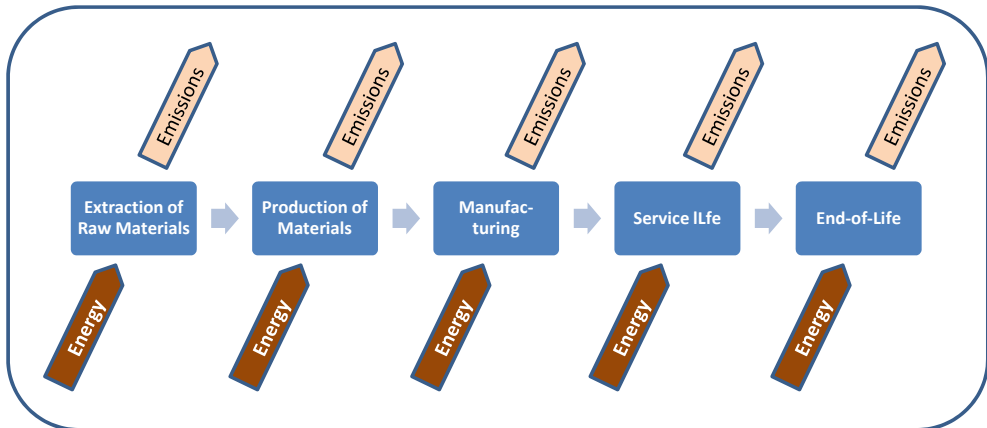 Emissions
Emissions
Emissions
Emissions
Emissions
Extraction of
Raw Materials
Production of
Materials
Manufac-
turing
Service lLfe
End-of-Life
Energy
Energy
Energy
Energy
Energy